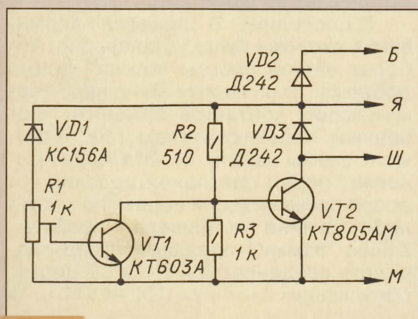 Б
VD2
Д242
Я
VD1
КС156А
R2
510
VD3
Д242
Ш
R1
1к
VT1
КТ603А
R3
1к
VT2
КТ805АМ
М